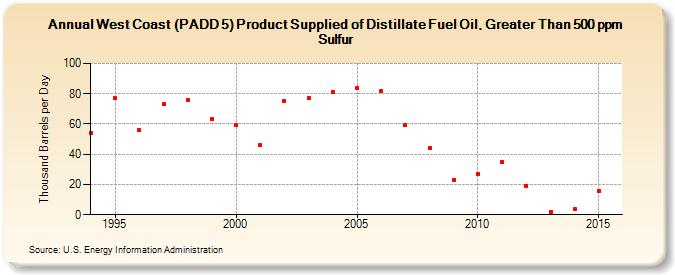 Annual West Coast (PADD 5) Product Supplied of Distillate Fuel Oil, Greater Than 500 ppm
Sulfur
Thousand Barrels per Day
100
80
60
40
20
0
1995
2000
2005
2010
2015
Source: U.S. Energy Information Administration